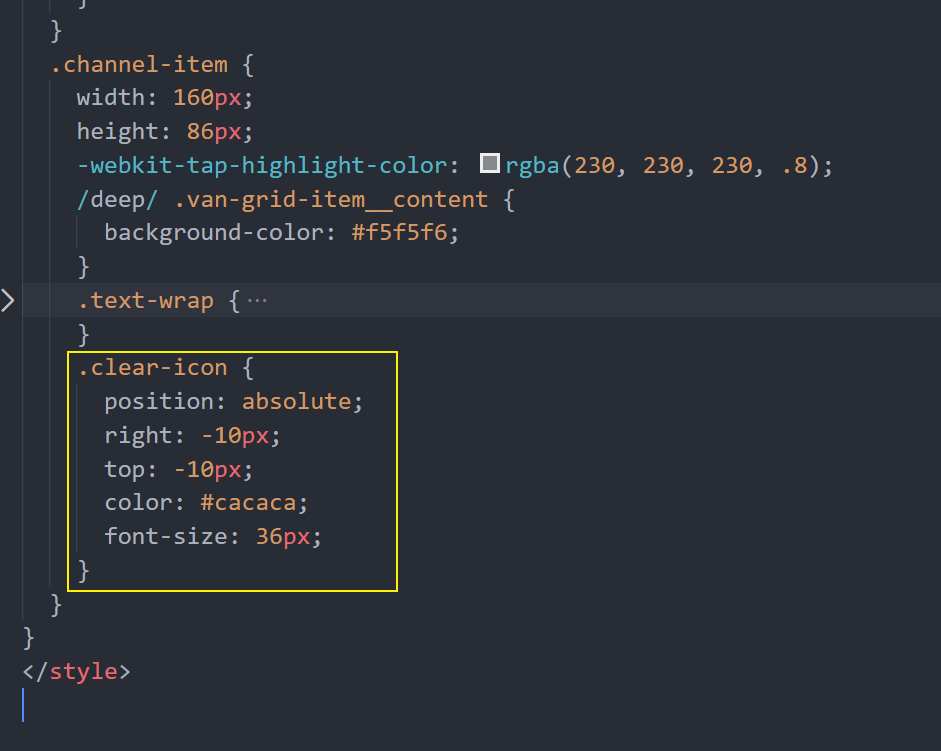 }
}
.channel-item {
width: 160px;
height: 86px;
-webkit-tap-highlight-color: rgba(230, 230, 230, .8);
/deep/ .van-grid-item__content {
background-color: #f5f5f6;
}
.text-wrap {···
}
.clear-icon {
position: absolute;
right: -10px;
top: -10px;
color: #cacaca;
font-size: 36px;
}
}
}
</style>